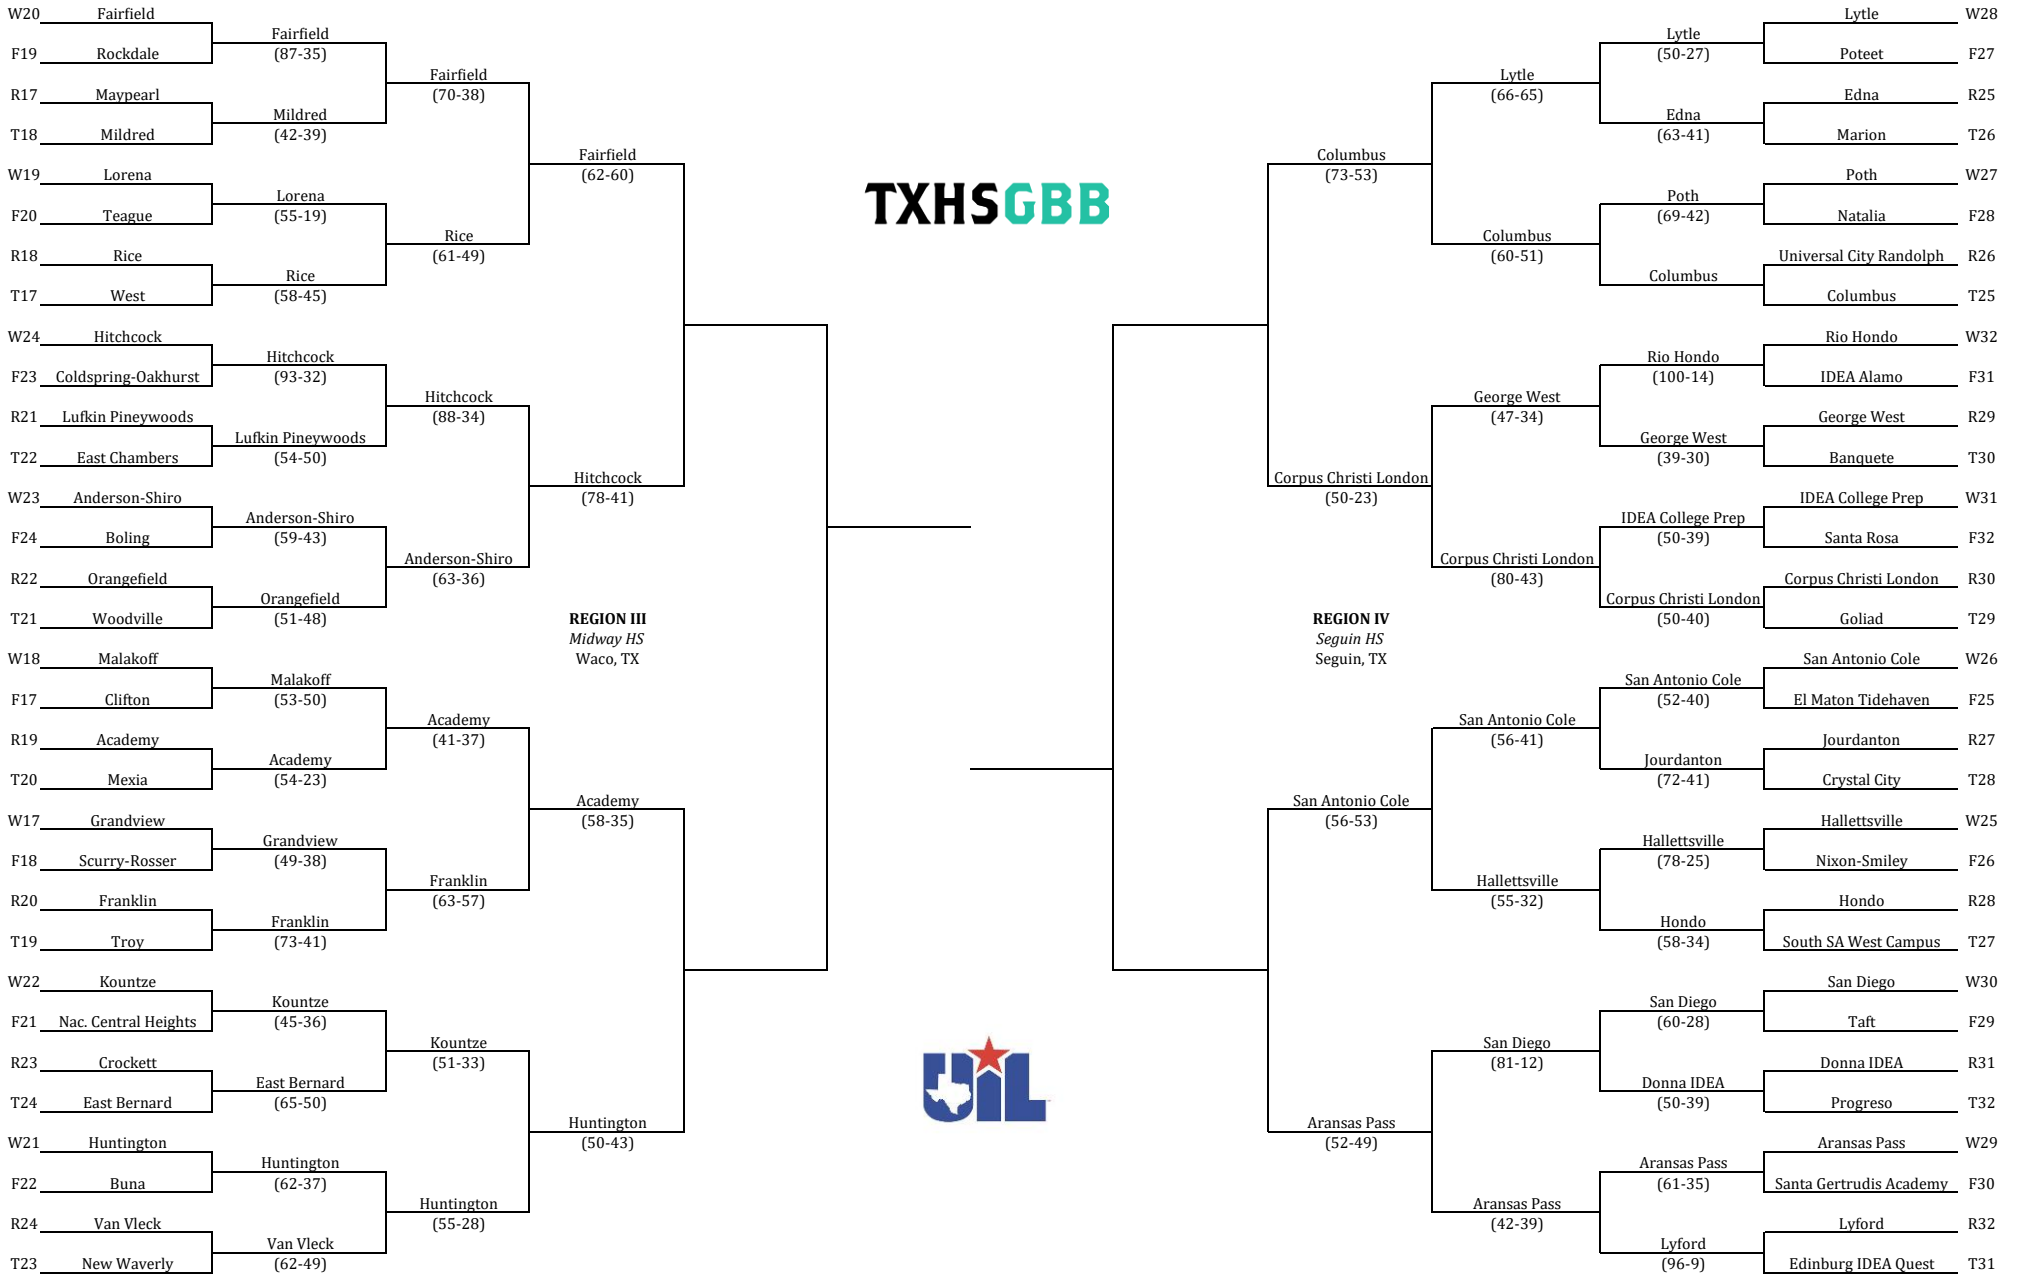 W20 Fairfield
F19 Rockdale
R17 Maypearl
T18 Mildred
W19 Lorena
F20 Teague
R18 Rice
T17 West
W24 Hitchcock
F23 Coldspring-Oakhurst
R21 Lufkin Pineywoods
T22 East Chambers
W23 Anderson-Shiro
F24 Boling
R22 Orangefield
T21 Woodville
W18 Malakoff
F17 Clifton
R19 Academy
T20 Mexia
W17 Grandview
F18 Scurry-Rosser
R20 Franklin
T19 Troy
W22 Kountze
F21 Nac. Central Heights
R23 Crockett
T24 East Bernard
W21 Huntington
F22 Buna
R24 Van Vleck
T23 New Waverly
Fairfield
(87-35)
Mildred
(42-39)
Lorena
(55-19)
Rice
(58-45)
Hitchcock
(93-32)
Lufkin Pineywoods
(54-50)
Anderson-Shiro
(59-43)
Orangefield
(51-48)
Malakoff
(53-50)
Academy
(54-23)
Grandview
(49-38)
Franklin
(73-41)
Kountze
(45-36)
East Bernard
(65-50)
Huntington
(62-37)
Van Vleck
(62-49)
Fairfield
(70-38)
Rice
(61-49)
Hitchcock
(88-34)
Anderson-Shiro
(63-36)
Academy
(41-37)
Franklin
(63-57)
Kountze
(51-33)
Huntington
(55-28)
Fairfield
(62-60)
Hitchcock
(78-41)
REGION III
Midway HS
Waco, TX
Academy
(58-35)
Huntington
(50-43)
TXHSGBB
UIL
Columbus
(73-53)
Corpus Christi London
(50-23)
REGION IV
Seguin HS
Seguin, TX
San Antonio Cole
(56-53)
Aransas Pass
(52-49)
Lytle
(66-65)
Columbus
(60-51)
George West
(47-34)
Corpus Christi London
(80-43)
San Antonio Cole
(56-41)
Hallettsville
(55-32)
San Diego
(81-12)
Aransas Pass
(42-39)
Lytle
(50-27)
Edna
(63-41)
Poth
(69-42)
Columbus
Rio Hondo
(100-14)
George West
(39-30)
IDEA College Prep
(50-39)
Corpus Christi London
(50-40)
San Antonio Cole
(52-40)
Jourdanton
(72-41)
Hallettsville
(78-25)
Hondo
(58-34)
San Diego
(60-28)
Donna IDEA
(50-39)
Aransas Pass
(61-35)
Lyford
(96-9)
Lytle W28
Poteet F27
Edna R25
Marion T26
Poth W27
Natalia F28
Universal City Randolph R26
Columbus T25
Rio Hondo W32
IDEA Alamo F31
George West R29
Banquete T30
IDEA College Prep W31
Santa Rosa F32
Corpus Christi London R30
Goliad T29
San Antonio Cole W26
El Maton Tidehaven F25
Jourdanton R27
Crystal City T28
Hallettsville W25
Nixon-Smiley F26
Hondo R28
South SA West Campus T27
San Diego W30
Taft F29
Donna IDEA R31
Progreso T32
Aransas Pass W29
Santa Gertrudis Academy F30
Lyford R32
Edinburg IDEA Quest T31